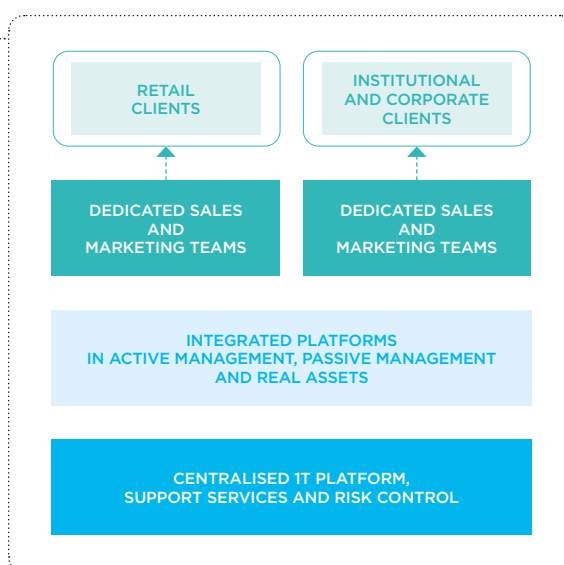 RETAIL
CLIENTS
INSTITUTIONAL
AND CORPORATE
CLIENTS
DEDICATED SALES
AND
MARKETING TEAMS
DEDICATED SALES
AND
MARKETING TEAMS
INTEGRATED PLATFORMS
IN ACTIVE MANAGEMENT, PASSIVE MANAGEMENT
AND REAL ASSETS
CENTRALISED 1T PLATFORM,
SUPPORT SERVICES AND RISK CONTROL